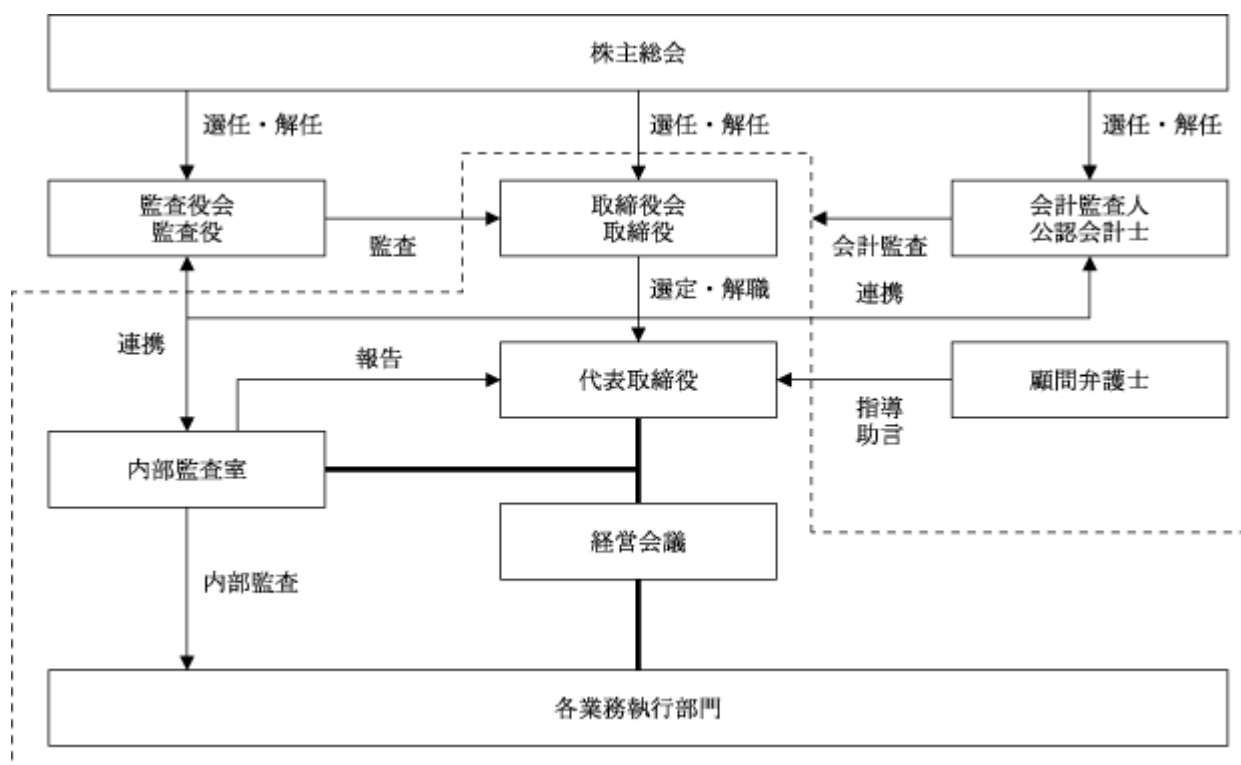 株主総会
選任・解任
選任・解任
選任・解任
監査役会
監査役
監査
取締役会
取締役
会計監査
会計監査人
公認会計士
選定・解職
連携
連携
報告
代表取締役
指導
助言
顧問弁護士
内部監査室
経営会議
内部監査
各業務執行部門